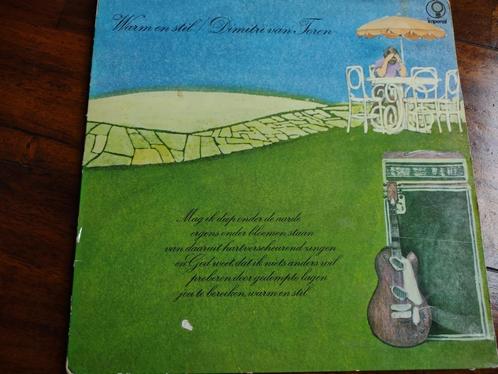 Warm en stil / Dimitri van Toren
imperial
Mag ik diep onder de aarde
ergens onder bloemen staan
van daaruit hartverscheurend zingen
en God weet, dat ik niets anders wil
proberen door gedempte lagen
jou te bereiken, warm en stil